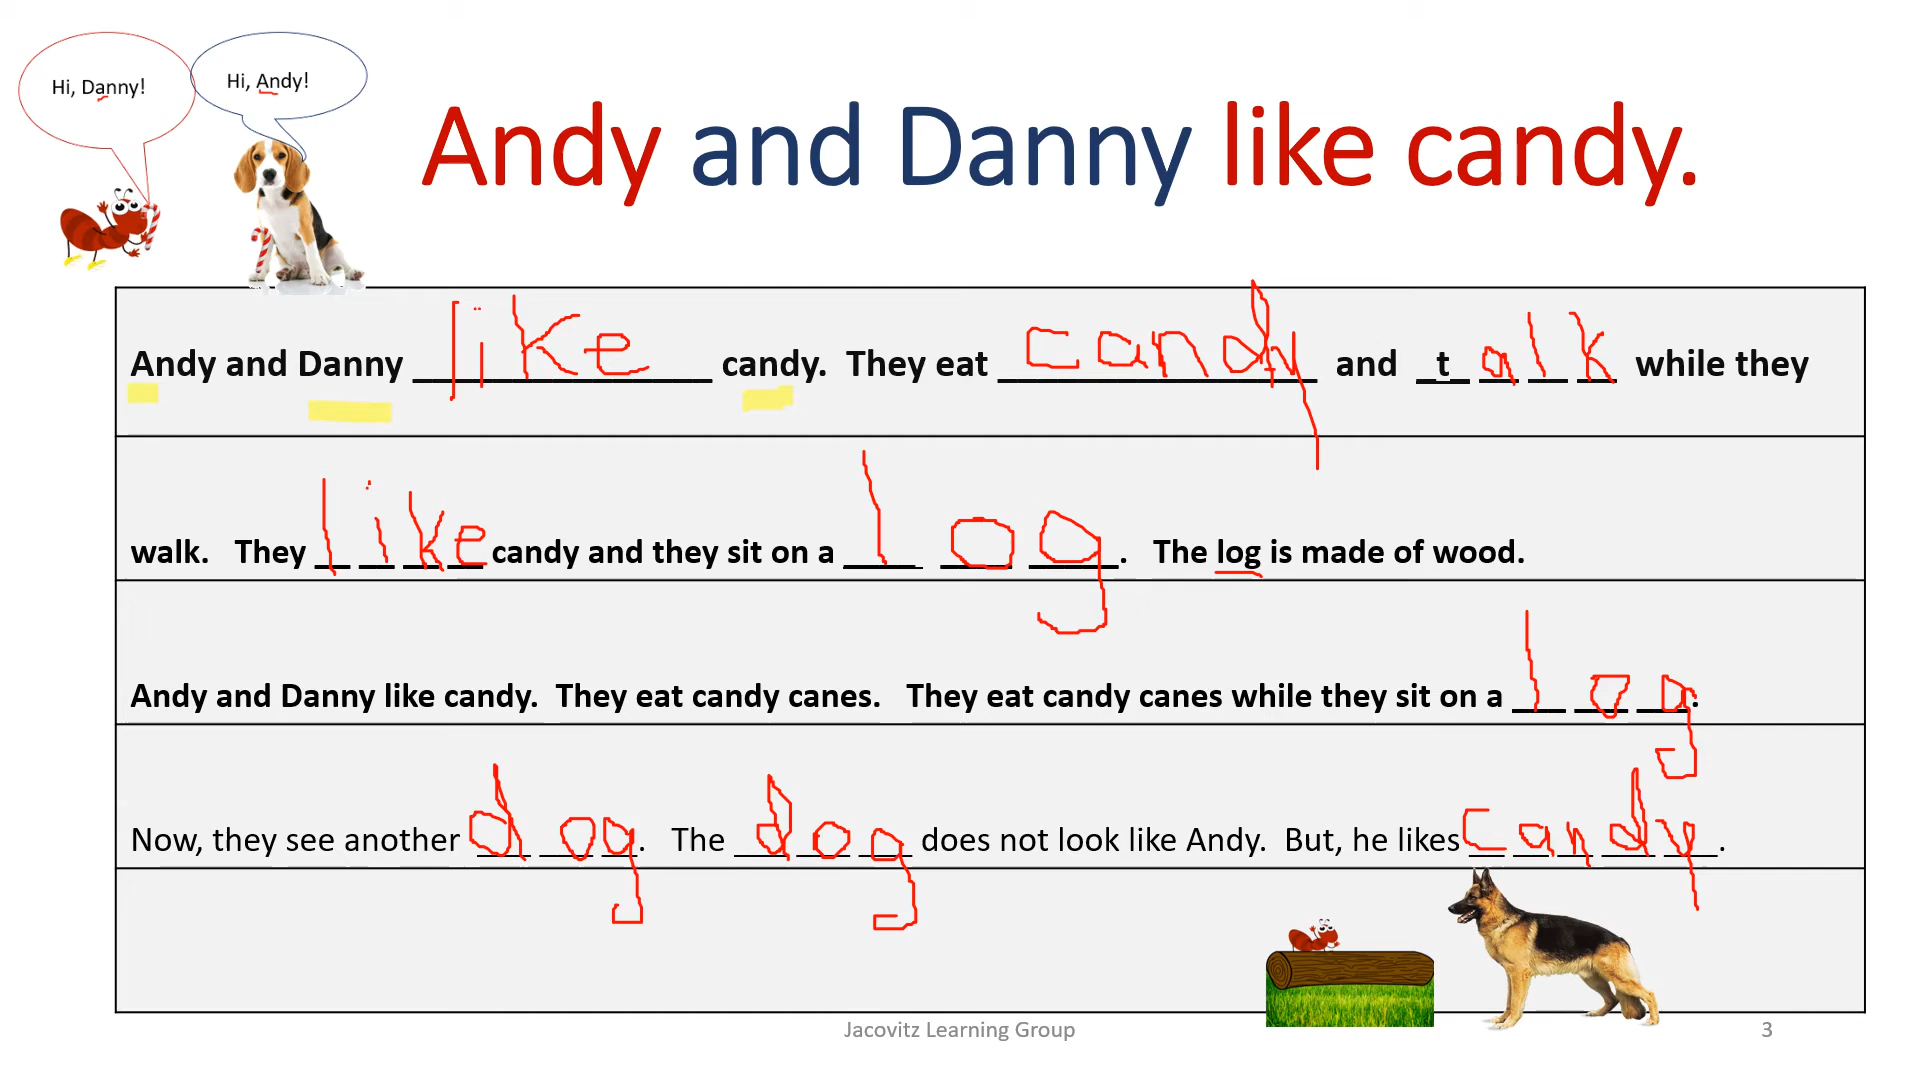 Hi, Danny!
Hi, Andy!
Andy and Danny like candy.
Andy and Danny like candy. They eat candy and talk while they
walk. They like candy and they sit on a log. The log is made of wood.
Andy and Danny like candy. They eat candy canes. They eat candy canes while they sit on a log.
Now, they see another dog. The dog does not look like Andy. But, he likes candy.
Jacovitz Learning Group
3